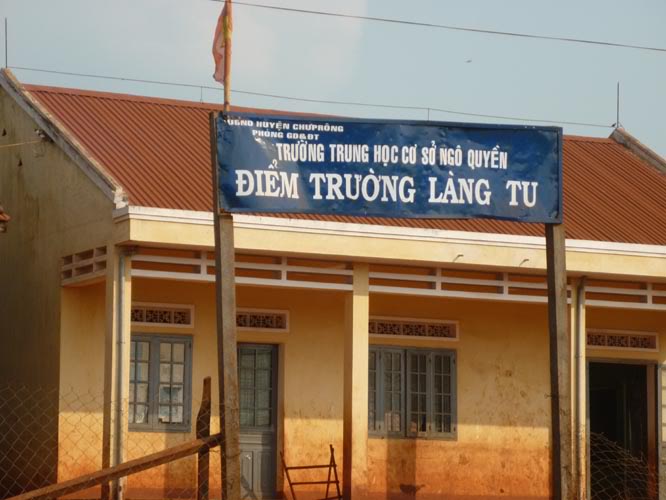 UBND HUYỆN CHƯPRÔNG
PHÒNG GD&ĐT
TRƯỜNG TRUNG HỌC CƠ SỞ NGÔ QUYỀN
ĐIỂM TRƯỜNG LÀNG TU